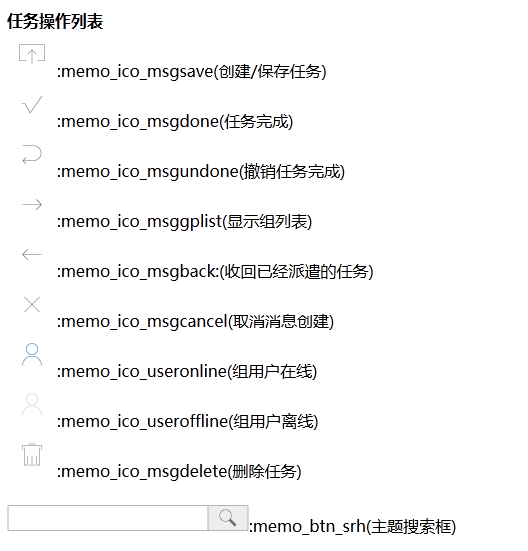 任务操作列表
:memo_ico_msgsave(创建/保存任务)
:memo_ico_msgdone(任务完成)
:memo_ico_msgundone(撤销任务完成)
:memo_ico_msggplist(显示组列表)
:memo_ico_msgback:(收回已经派遣的任务)
:memo_ico_msgcancel(取消消息创建)
:memo_ico_useronline(组用户在线)
:memo_ico_useroffline(组用户离线)
:memo_ico_msgdelete(删除任务)
:memo_btn_srh(主题搜索框)